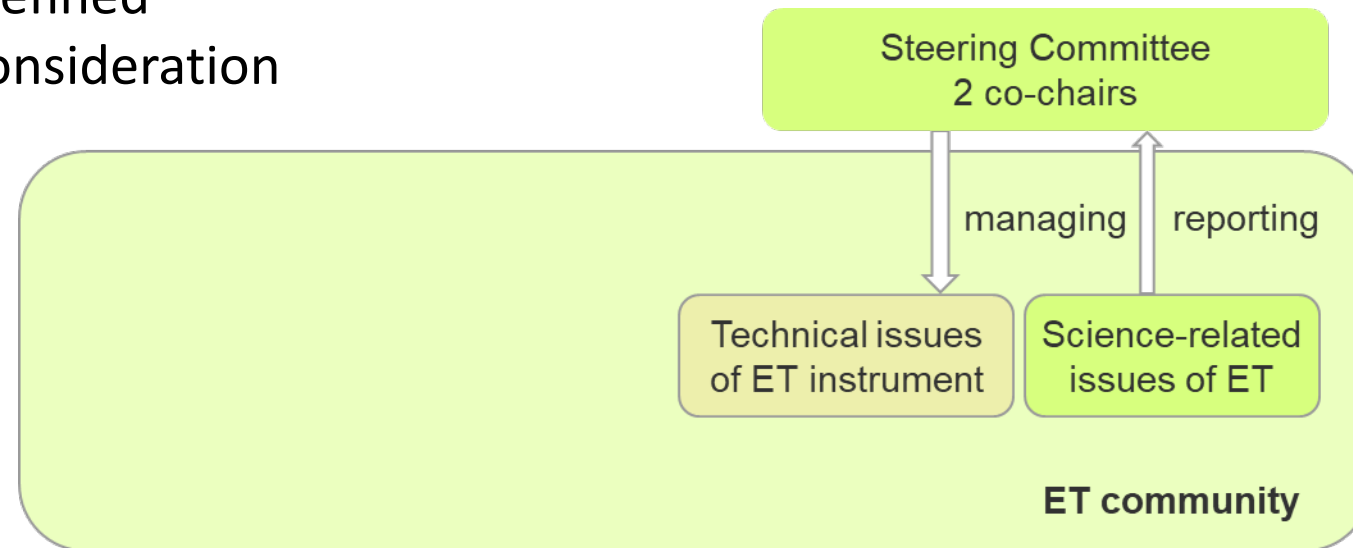 Steering Committee
2 co-chairs
managing
reporting
Technical issues
of ET instrument
Science-related
issues of ET
ET community